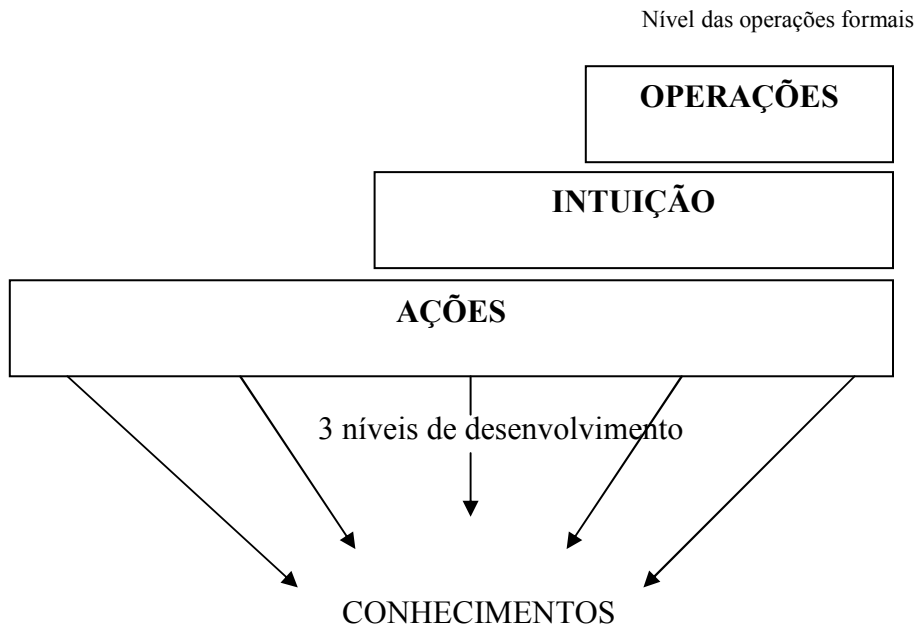 Nível das operações formais
OPERAÇÕES
INTUIÇÃO
AÇÕES
3 níveis de desenvolvimento
CONHECIMENTOS